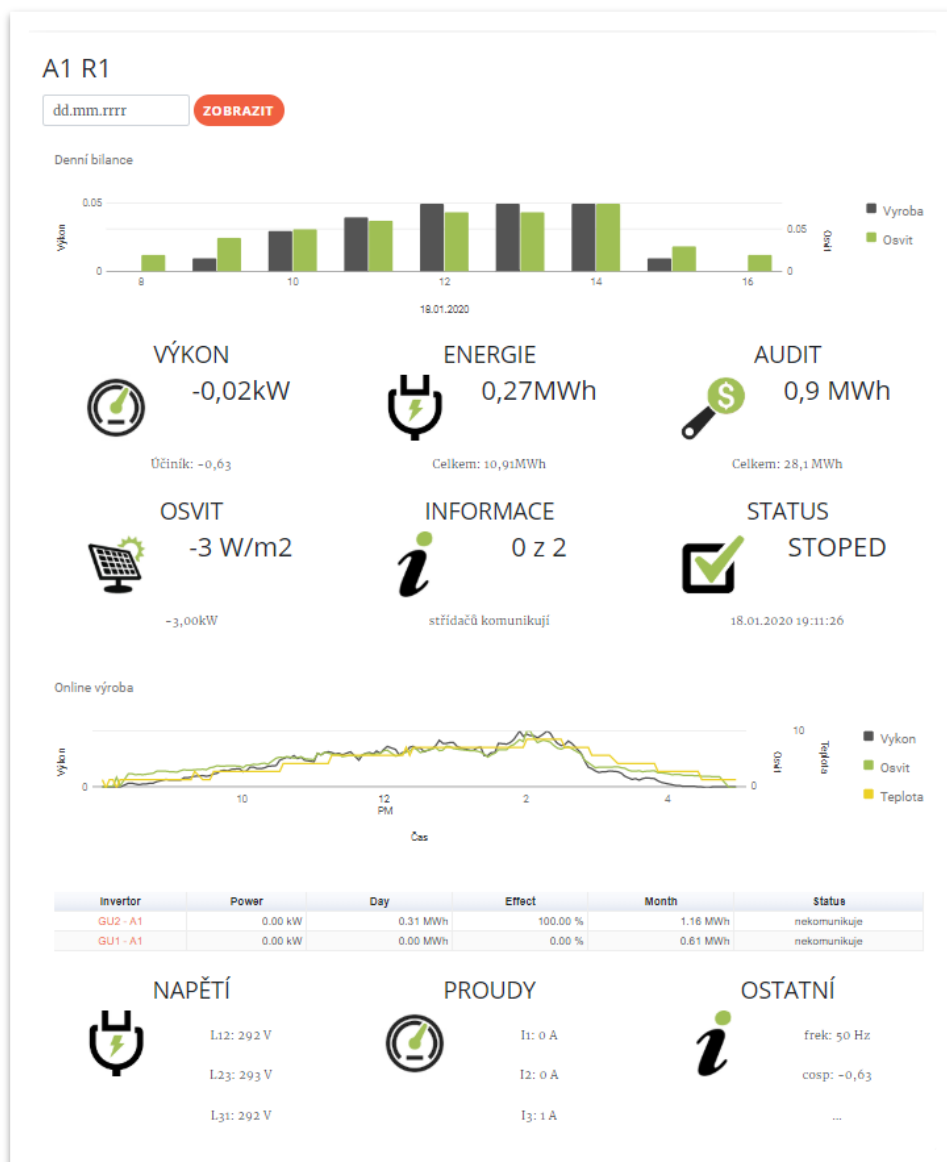 A1 R1
dd.mm.rrrr ZOBRAZIT
Denní bilance
0.05
0
Výkon
0.05
0
Osvit
Vyroba
Osvit
8 10 12 14 16
18.01.2020
VÝKON ENERGIE AUDIT
-0,02kW 0,27MWh 0,9 MWh
Účiník: -0,63 Celkem: 10,91MWh Celkem: 28,1 MWh
OSVIT INFORMACE STATUS
-3 W/m2 0 z 2 STOPED
-3,00kW střídačů komunikují 18.01.2020 19:11:26
Online výroba
Výkon
0
10
0
Osvit
Teplota
Vykon
Osvit
Teplota
10 12 2 4
PM
Čas
Invertor Power Day Effect Month Status
GU2 - A1 0.00 kW 0.31 MWh 100.00 % 1.16 MWh nekomunikuje
GU1 - A1 0.00 kW 0.00 MWh 0.00 % 0.61 MWh nekomunikuje
NAPĚTÍ PROUDY OSTATNÍ
L12: 292 V I1: 0 A frek: 50 Hz
L23: 293 V I2: 0 A cosp: -0,63
L31: 292 V I3: 1 A ...